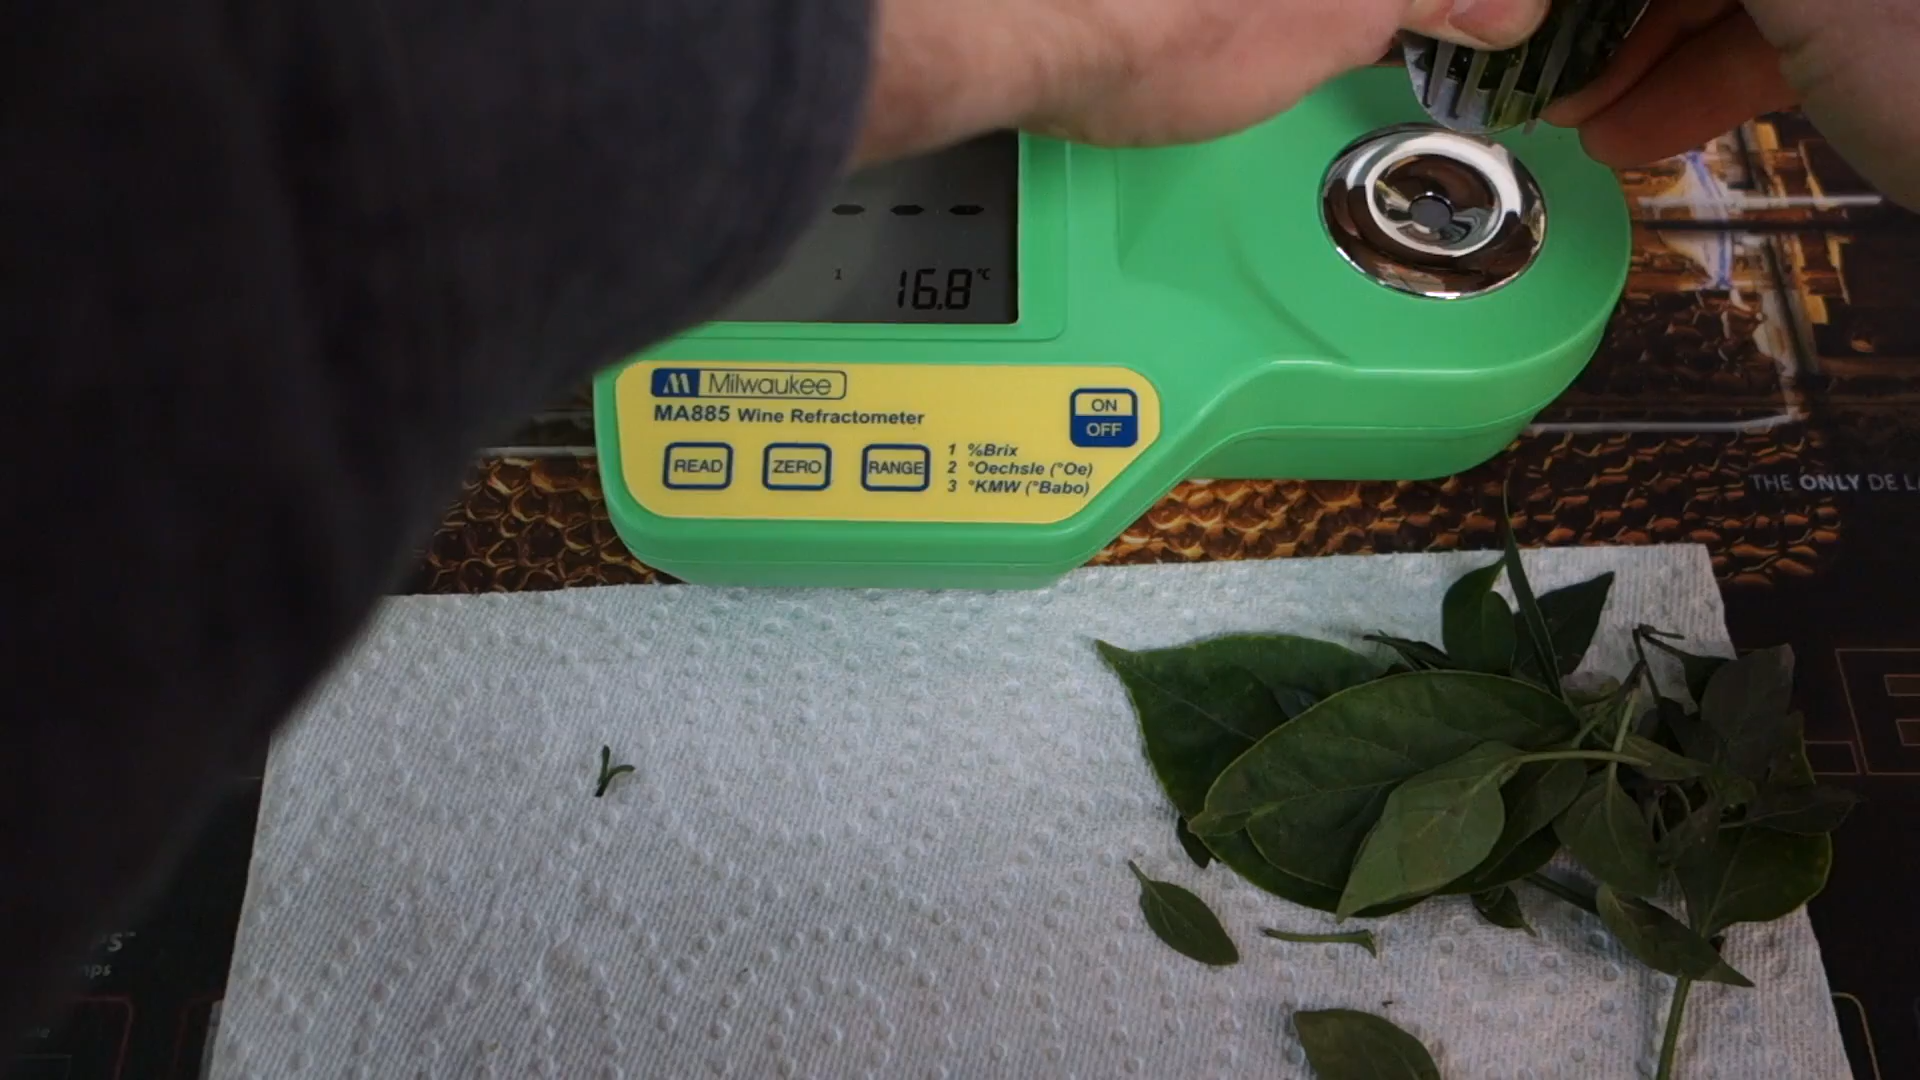 - - -
1 16.8°C
Milwaukee
MA885 Wine Refractometer
ON
OFF
READ ZERO RANGE
1 %Brix
2 °Oechsle (°Oe)
3 °KMW (°Babo)
THE ONLY DE